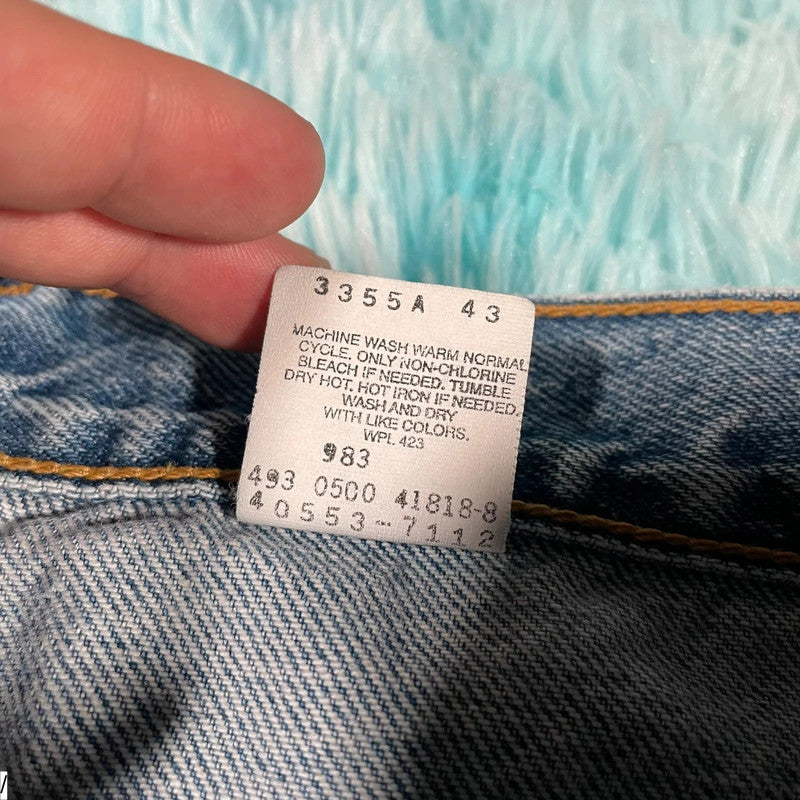 3355A 43
MACHINE WASH WARM NORMAL
CYCLE. ONLY NON-CHLORINE
BLEACH IF NEEDED. TUMBLE
DRY HOT. HOT IRON IF NEEDED.
WASH AND DRY
WITH LIKE COLORS.
WPL 423
983
493 0500 41818-8
40553-7112
/